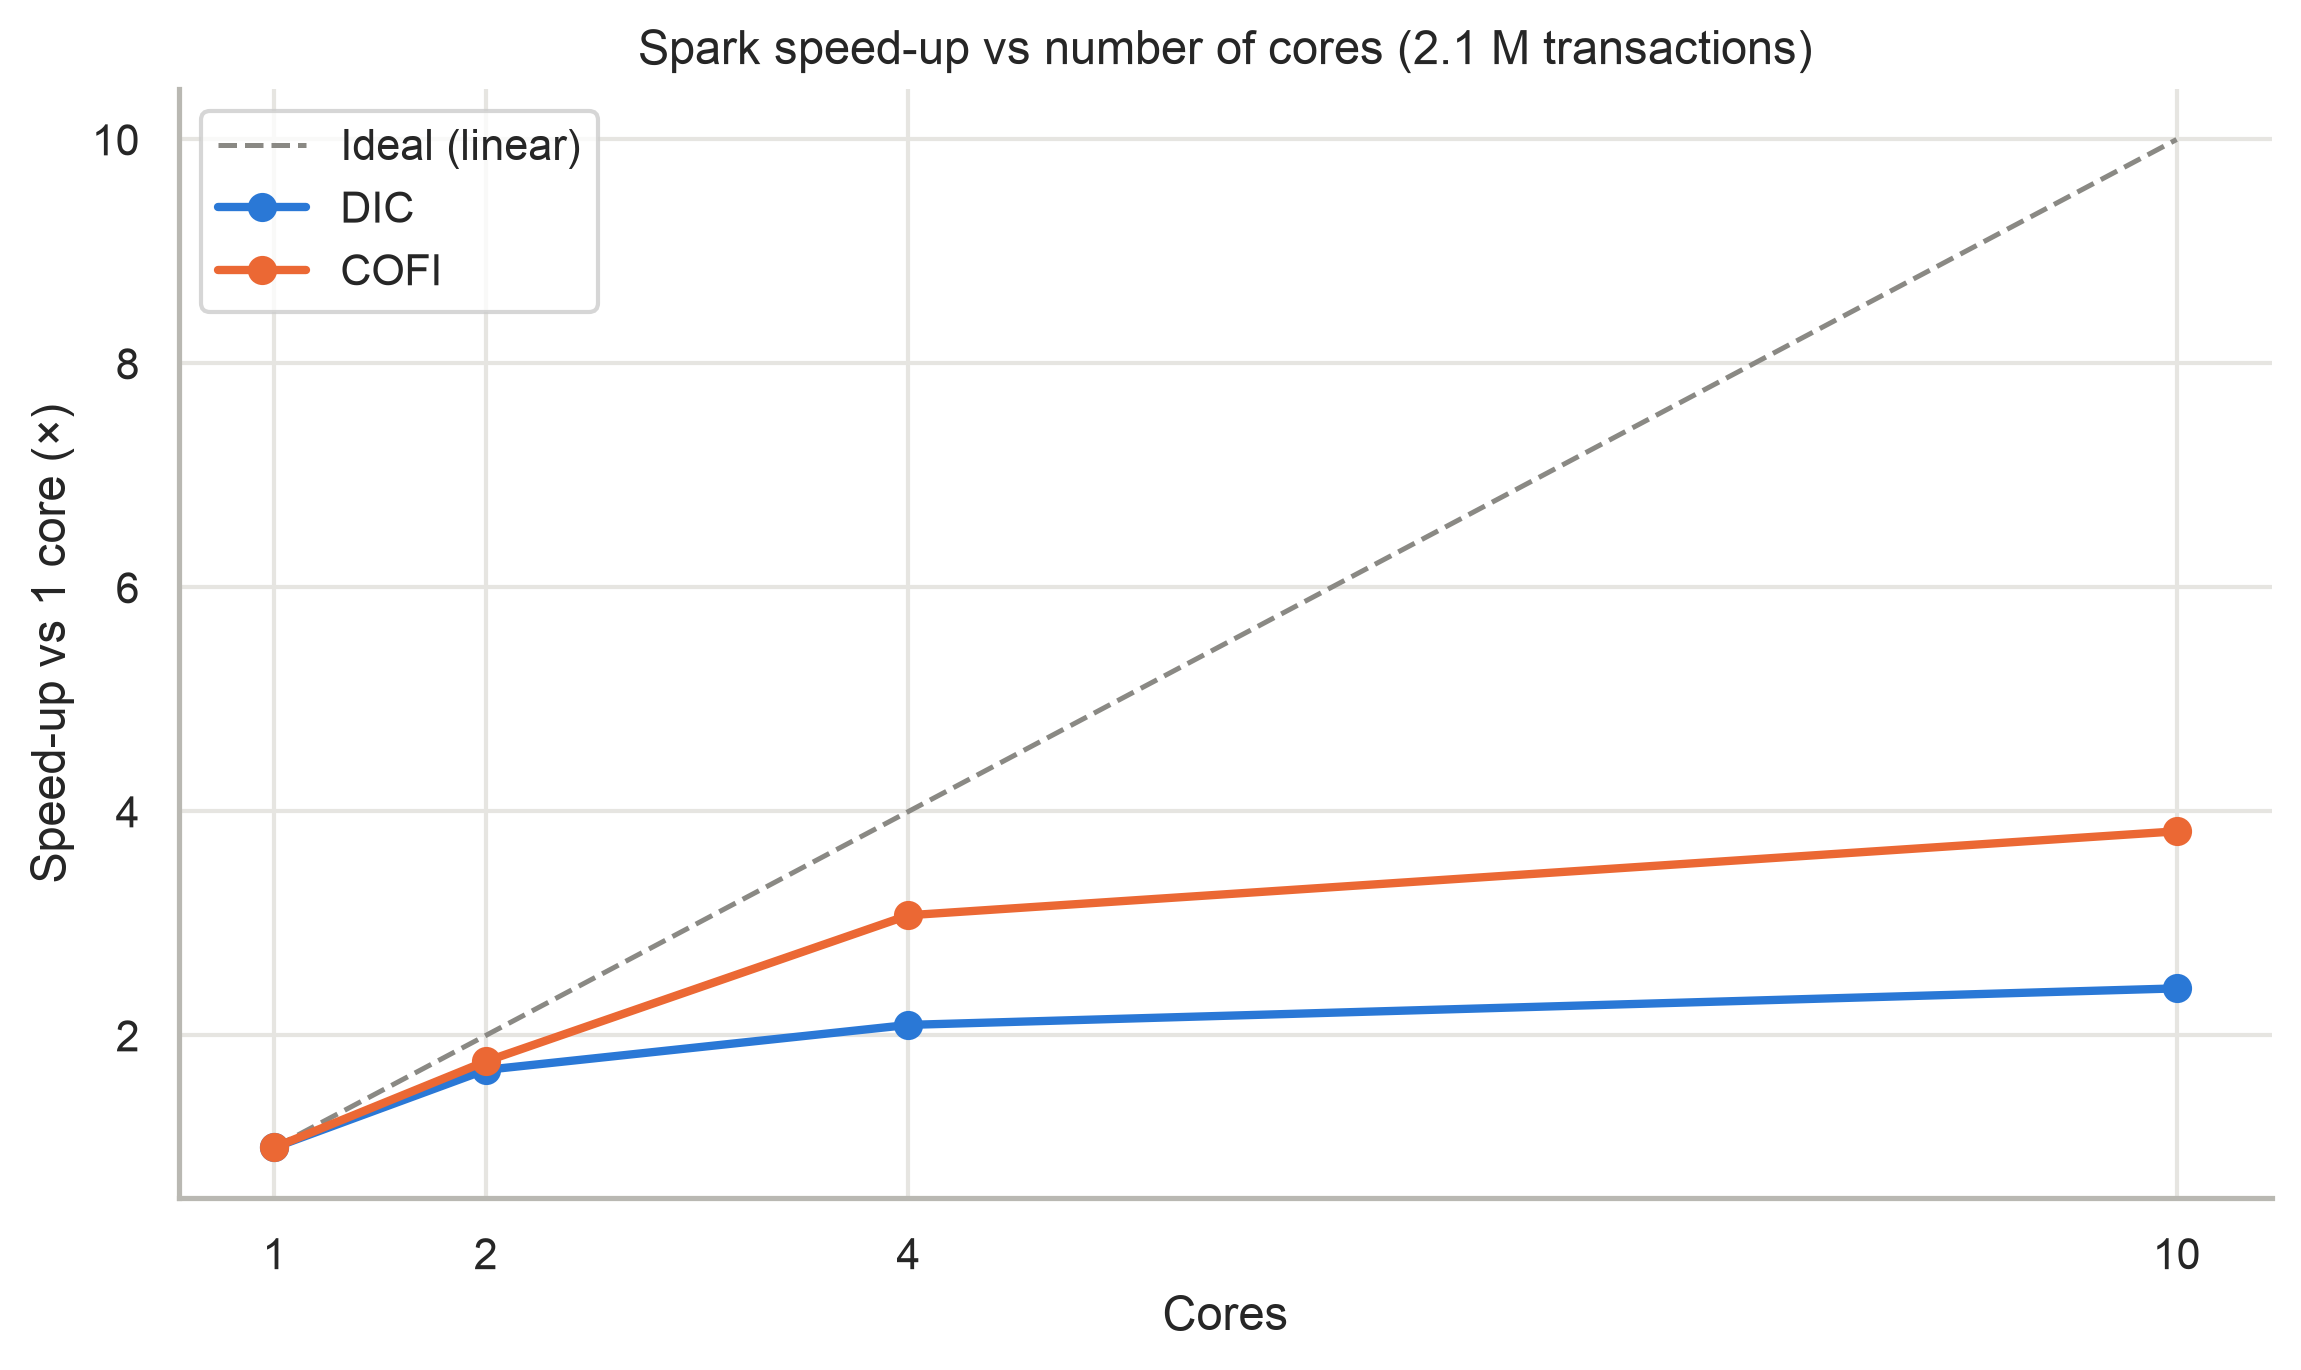 Spark speed-up vs number of cores (2.1 M transactions)
Ideal (linear)
DIC
COFI
Speed-up vs 1 core (×)
10
8
6
4
2
1 2 4 10
Cores